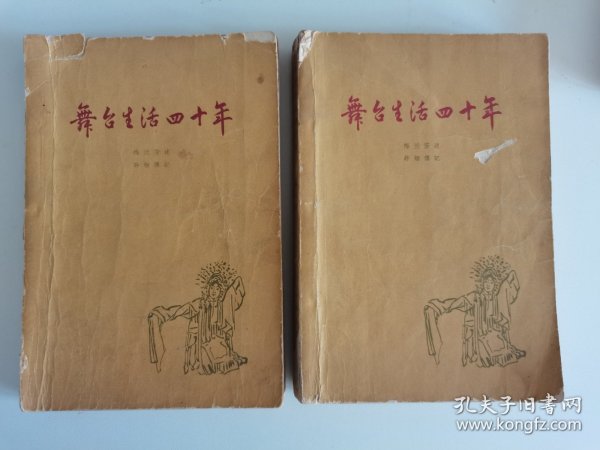 舞台生活四十年
梅兰芳述
许姬传记
舞台生活四十年
梅兰芳述
许姬传记
孔夫子旧书网
www.kongfz.com